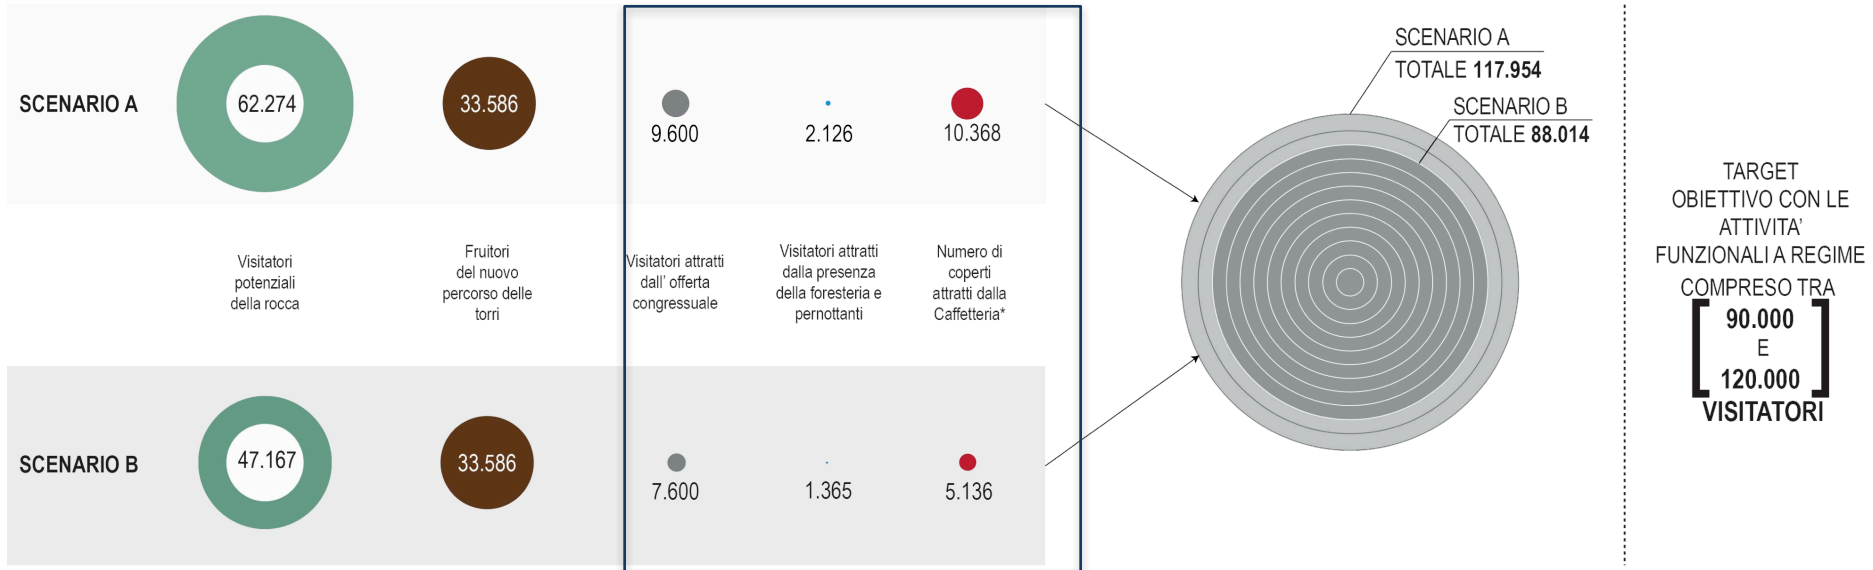 SCENARIO A
62.274
33.586
9.600
2.126
10.368
Visitatori
potenziali
della rocca
Fruitori
del nuovo
percorso delle
torri
Visitatori attratti
dall' offerta
congressuale
Visitatori attratti
dalla presenza
della foresteria e
pernottanti
Numero di
coperti
attratti dalla
Caffetteria*
SCENARIO B
47.167
33.586
7.600
1.365
5.136
SCENARIO A
TOTALE 117.954
SCENARIO B
TOTALE 88.014
TARGET
OBIETTIVO CON LE
ATTIVITA'
FUNZIONALI A REGIME
COMPRESO TRA
90.000
E
120.000
VISITATORI